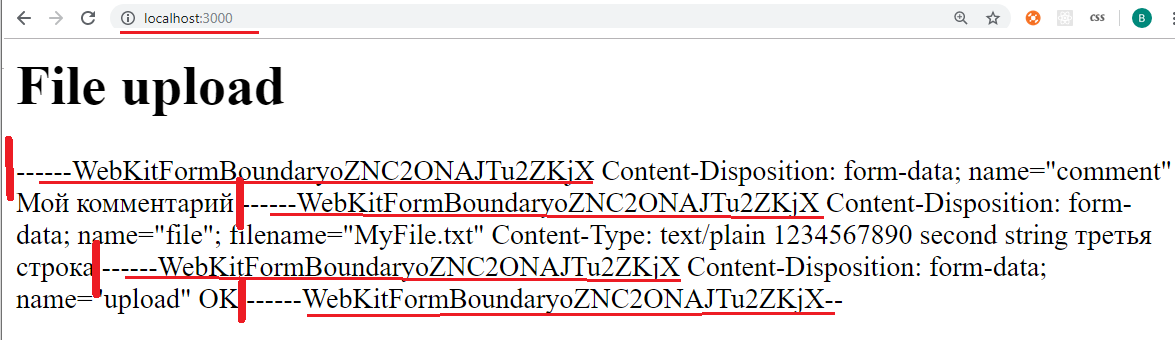 localhost:3000
css
B
File upload
------WebKitFormBoundaryoZNC2ONAJTu2ZKjX Content-Disposition: form-data; name="comment"
Мой комментарий ------WebKitFormBoundaryoZNC2ONAJTu2ZKjX Content-Disposition: form-
data; name="file"; filename="MyFile.txt" Content-Type: text/plain 1234567890 second string третья
строка ------WebKitFormBoundaryoZNC2ONAJTu2ZKjX Content-Disposition: form-data;
name="upload" OK ------WebKitFormBoundaryoZNC2ONAJTu2ZKjX--